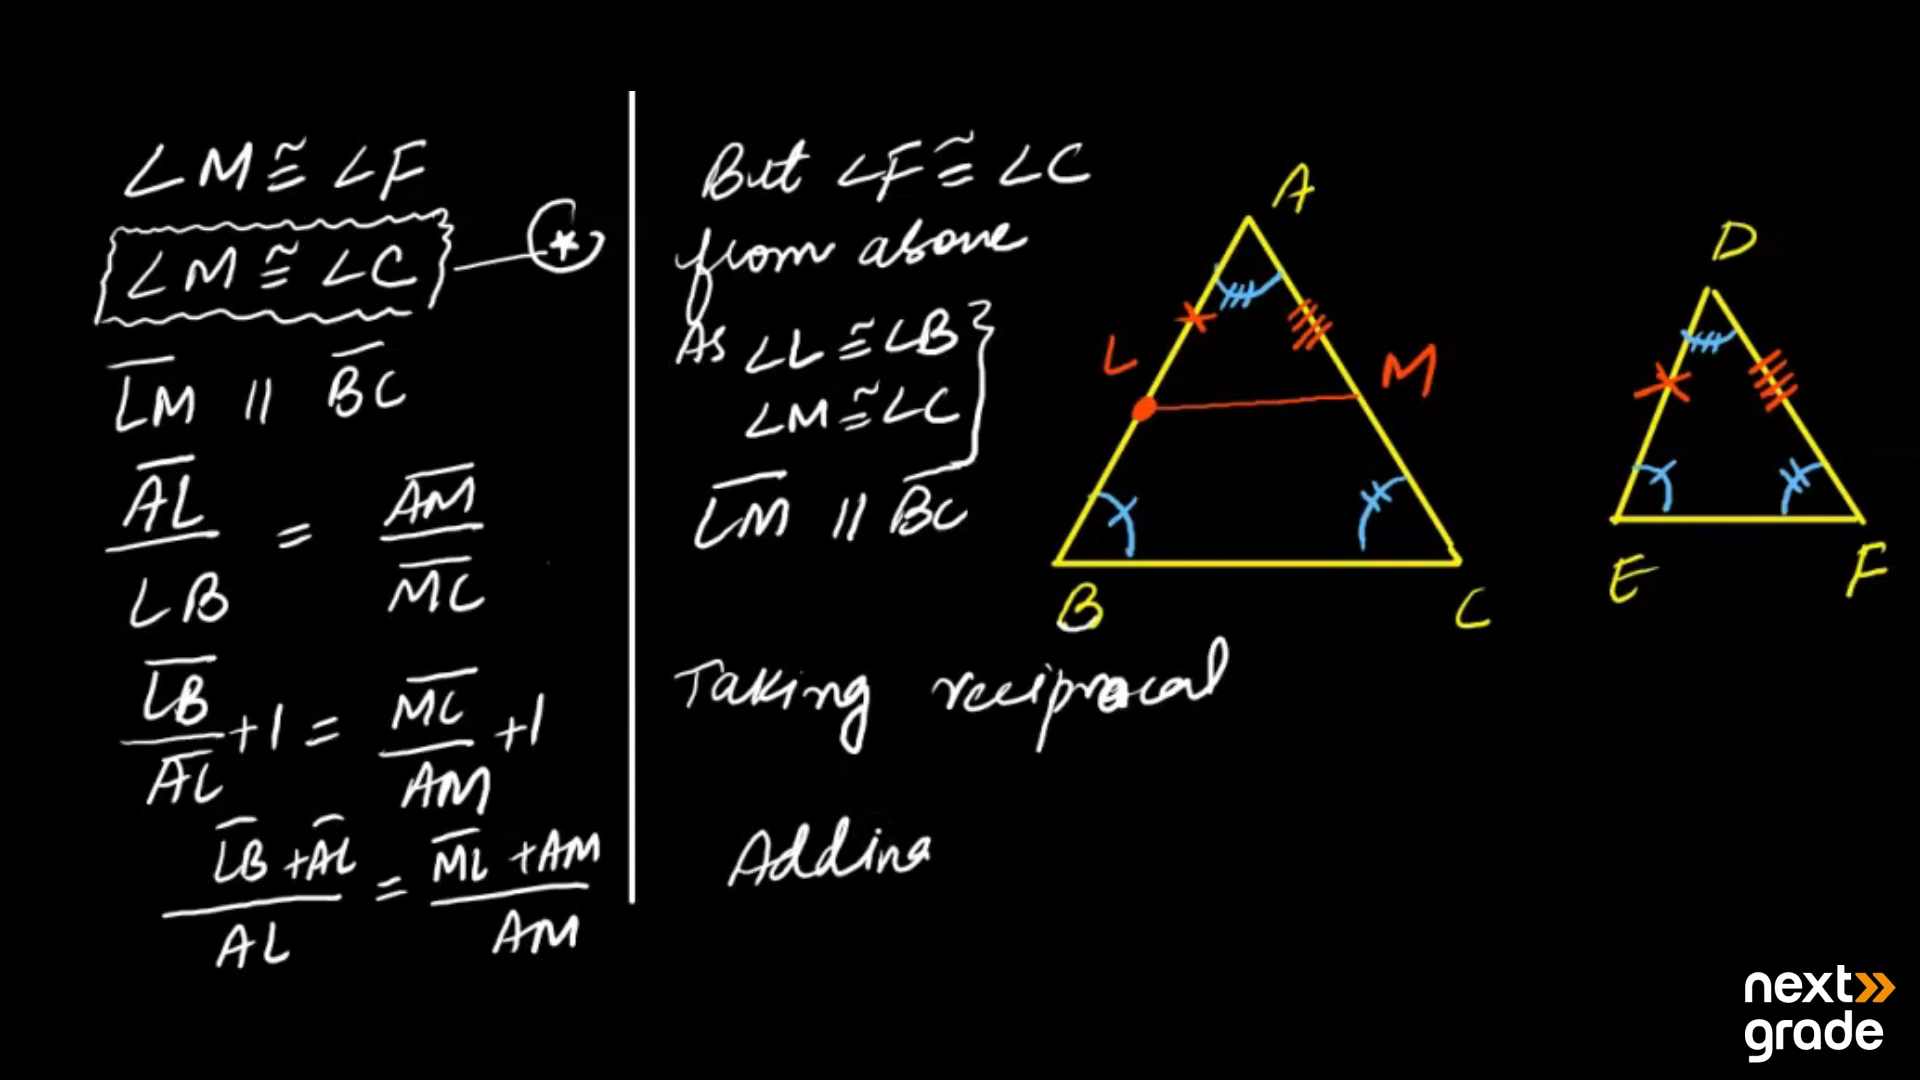 ∠M ≅ ∠F
∠M ≅ ∠C
*
LM || BC
AL / LB = AM / MC
LB / AL + 1 = MC / AM + 1
LB + AL / AL = MC + AM / AM
But ∠F ≅ ∠C
from above
As ∠L ≅ ∠B
∠M ≅ ∠C
LM || BC
Taking reciprocal
Adding
A
L
M
B
C
D
E
F
next
grade